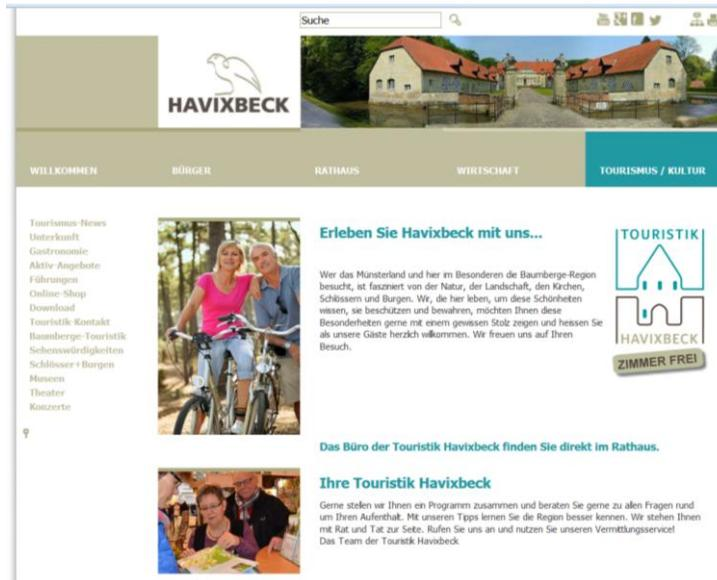 Suche
HAVIXBECK
WILLKOMMEN
BÜRGER
RATHAUS
WIRTSCHAFT
TOURISMUS / KULTUR
Tourismus-News
Unterkunft
Gastronomie
Aktiv-Angebote
Führungen
Online-Shop
Download
Touristik-Kontakt
Baumberge-Touristik
Sehenswürdigkeiten
Schlösser+Burgen
Museen
Theater
Konzerte
Erleben Sie Havixbeck mit uns...
Wer das Münsterland und hier im Besonderen die Baumberge-Region
besucht, ist fasziniert von der Natur, der Landschaft, den Kirchen,
Schlössern und Burgen. Wir, die hier leben, um diese Schönheiten
wissen, sie beschützen und bewahren, möchten Ihnen diese
Besonderheiten gerne mit einem gewissen Stolz zeigen und heissen Sie
als unsere Gäste herzlich willkommen. Wir freuen uns auf Ihren
Besuch.
TOURISTIK
HAVIXBECK
ZIMMER FREI
Das Büro der Touristik Havixbeck finden Sie direkt im Rathaus.
Ihre Touristik Havixbeck
Gerne stellen wir Ihnen ein Programm zusammen und beraten Sie gerne zu allen Fragen rund
um Ihren Aufenthalt. Mit unseren Tipps lernen Sie die Region besser kennen. Wir stehen Ihnen
mit Rat und Tat zur Seite. Rufen Sie uns an und nutzen Sie unseren Vermittlungsservice!
Das Team der Touristik Havixbeck